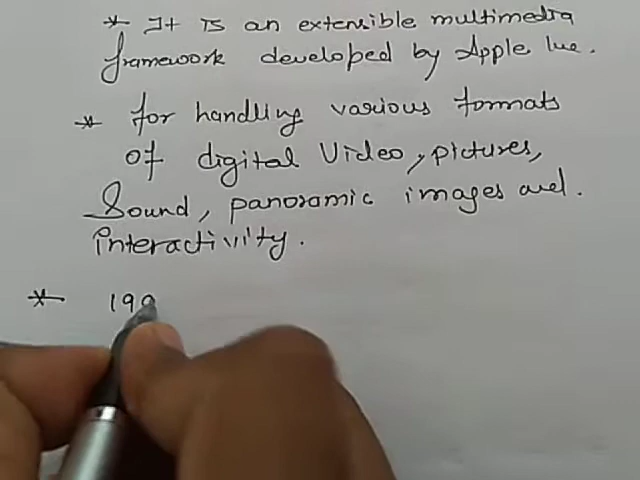 * It is an extensible multimedia
framework developed by Apple Inc.
* for handling various formats
of digital Video, pictures,
Sound, panoramic images and.
interactivity.
* 199